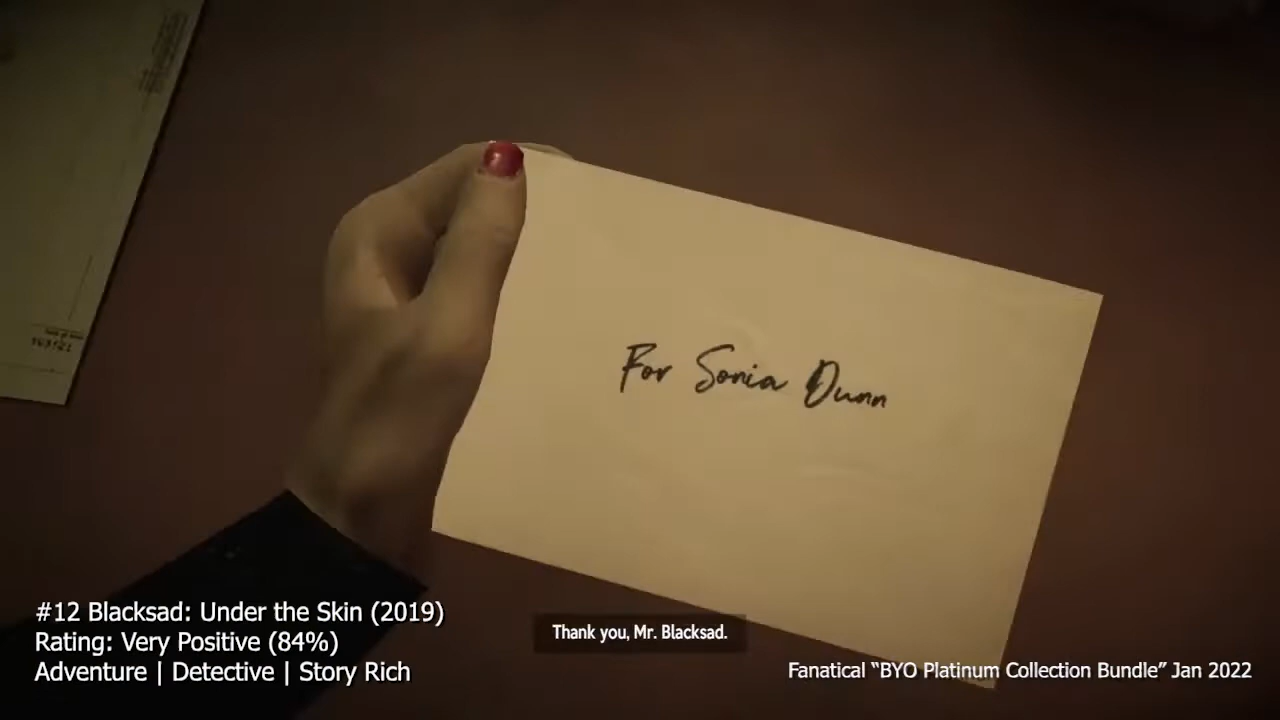 For Sonia Dunn
Thank you, Mr. Blacksad.
#12 Blacksad: Under the Skin (2019)
Rating: Very Positive (84%)
Adventure | Detective | Story Rich
Fanatical “BYO Platinum Collection Bundle” Jan 2022